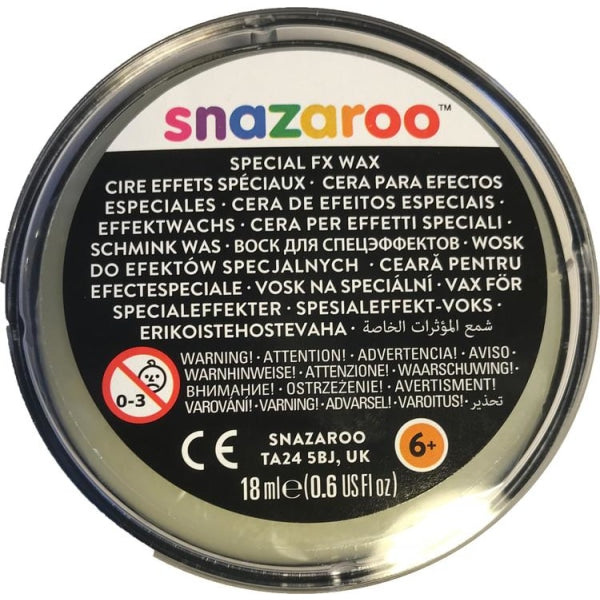 snazaroo™
SPECIAL FX WAX
CIRE EFFETS SPÉCIAUX · CERA PARA EFECTOS
ESPECIALES · CERA DE EFEITOS ESPECIAIS ·
EFFEKTWACHS · CERA PER EFFETTI SPECIALI ·
SCHMINK WAS · ВОСК ДЛЯ СПЕЦЭФФЕКТОВ · WOSK
DO EFEKTÓW SPECJALNYCH · CEARĂ PENTRU
EFECTESPECIALE · VOSK NA SPECIÁLNÍ · VAX FÖR
SPECIALEFFEKTER · SPESIALEFFEKT-VOKS ·
ERIKOISTEHOSTEVAHA · شمع المؤثرات الخاصة
WARNING! · ATTENTION! · ADVERTENCIA! · AVISO ·
WARNHINWEISE! · ATTENZIONE! · WAARSCHUWING! ·
ВНИМАНИЕ! · OSTRZEŻENIE! · AVERTISMENT!
VAROVÁNÍ! · VARNING! · ADVARSEL! · VAROITUS! · تحذير
0-3
CE
SNAZAROO
TA24 5BJ, UK
6+
18 ml℮(0.6 US Fl oz)